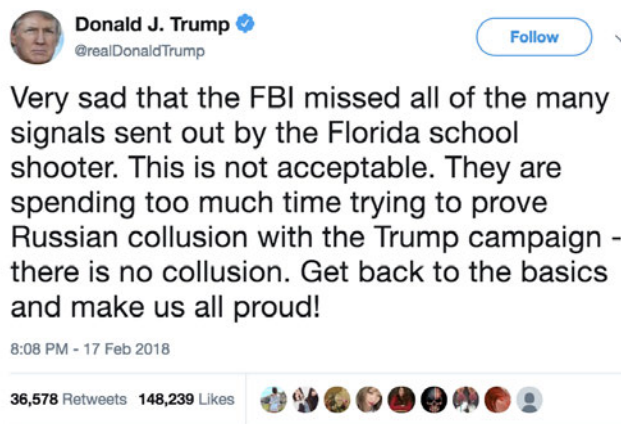 Donald J. Trump
@realDonaldTrump
Follow
Very sad that the FBI missed all of the many
signals sent out by the Florida school
shooter. This is not acceptable. They are
spending too much time trying to prove
Russian collusion with the Trump campaign -
there is no collusion. Get back to the basics
and make us all proud!
8:08 PM - 17 Feb 2018
36,578 Retweets 148,239 Likes